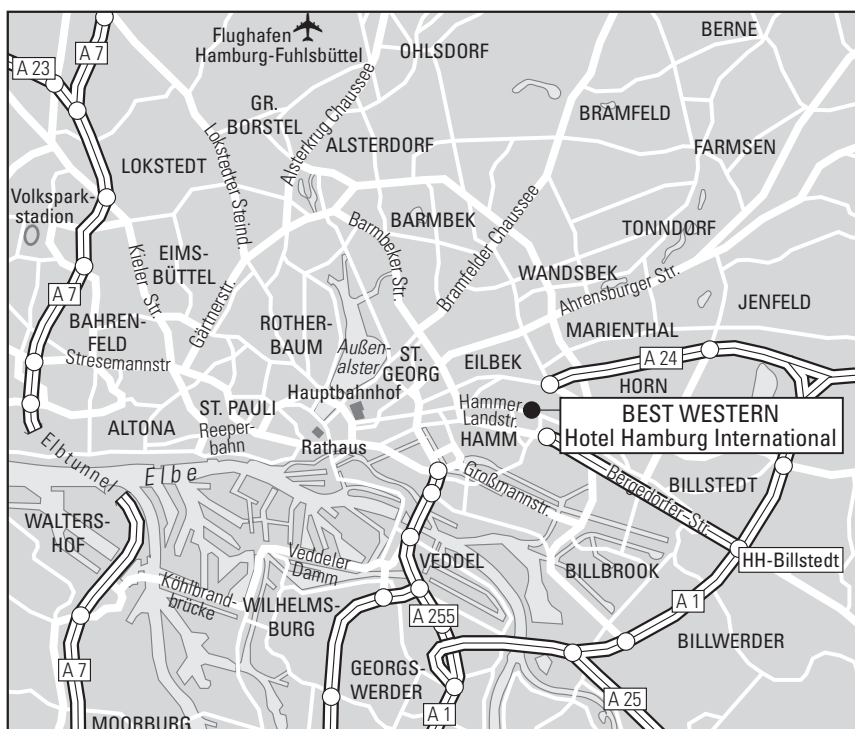 Flughafen
Hamburg-Fuhlsbüttel
A 7
A 23
OHLSDORF
BERNE
GR.
BORSTEL
Alsterkrug Chaussee
BRAMFELD
LOKSTEDT
Lokstedter Steind.
ALSTERDORF
FARMSEN
Volkspark-
stadion
BARMBEK
Barmbeker Str.
Bramfelder Chaussee
TONNDORF
Kieler Str.
EIMS-
BÜTTEL
WANDSBEK
Ahrensburger Str.
A 7
Gärtnerstr.
JENFELD
BAHREN-
FELD
ROTHER-
BAUM
Außen-
alster
MARIENTHAL
Stresemannstr
ST.
GEORG
EILBEK
A 24
HORN
Hauptbahnhof
ST. PAULI
Hammer
Landstr.
BEST WESTERN
Hotel Hamburg International
ALTONA
Reeper-
bahn
Rathaus
HAMM
Elbtunnel
Elbe
Großmannstr.
Bergedorfer Str.
BILLSTEDT
WALTERS-
HOF
Veddeler
Damm
VEDDEL
BILLBROOK
HH-Billstedt
Köhlbrand-
brücke
WILHELMS-
BURG
A 255
A 1
BILLWERDER
A 7
GEORGS-
WERDER
A 1
A 25
MOORBURG